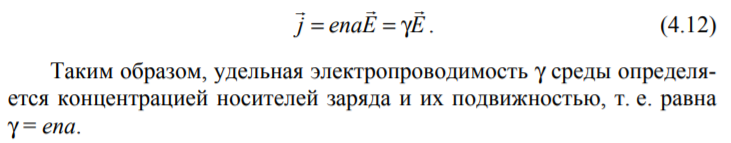 j⃗ = enaE⃗ = γE⃗ . (4.12)
Таким образом, удельная электропроводимость γ среды определя-
ется концентрацией носителей заряда и их подвижностью, т. е. равна
γ = ena.